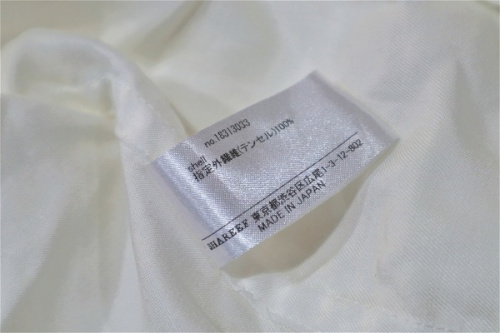 no.18313033
shell
指定外繊維(テンセル)100%
SHAREEF 東京都渋谷区広尾1-3-12-802
MADE IN JAPAN